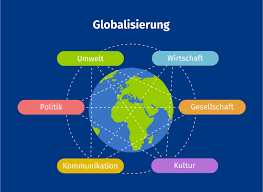 Globalisierung
Umwelt
Wirtschaft
Politik
Gesellschaft
Kommunikation
Kultur